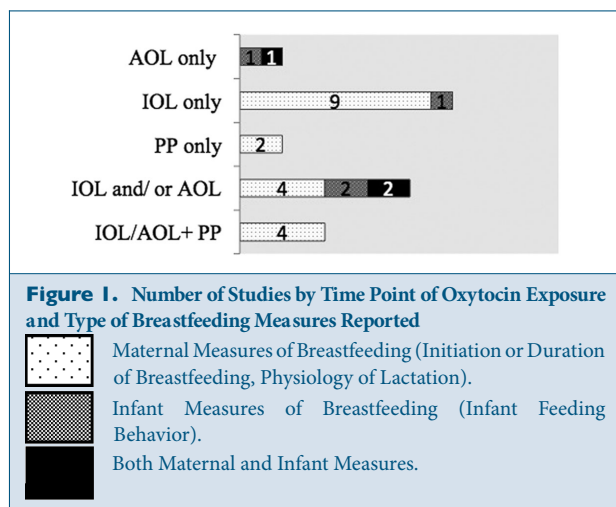 AOL only
1 1
IOL only
9 1
PP only
2
IOL and/ or AOL
4 2 2
IOL/AOL+ PP
4
Figure 1. Number of Studies by Time Point of Oxytocin Exposure
and Type of Breastfeeding Measures Reported
Maternal Measures of Breastfeeding (Initiation or Duration
of Breastfeeding, Physiology of Lactation).
Infant Measures of Breastfeeding (Infant Feeding
Behavior).
Both Maternal and Infant Measures.